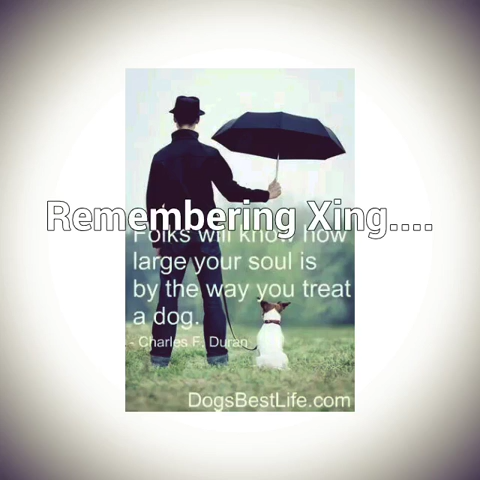 Remembering Xing....
Folks will know how
large your soul is
by the way you treat
a dog.
- Charles F. Duran
DogsBestLife.com